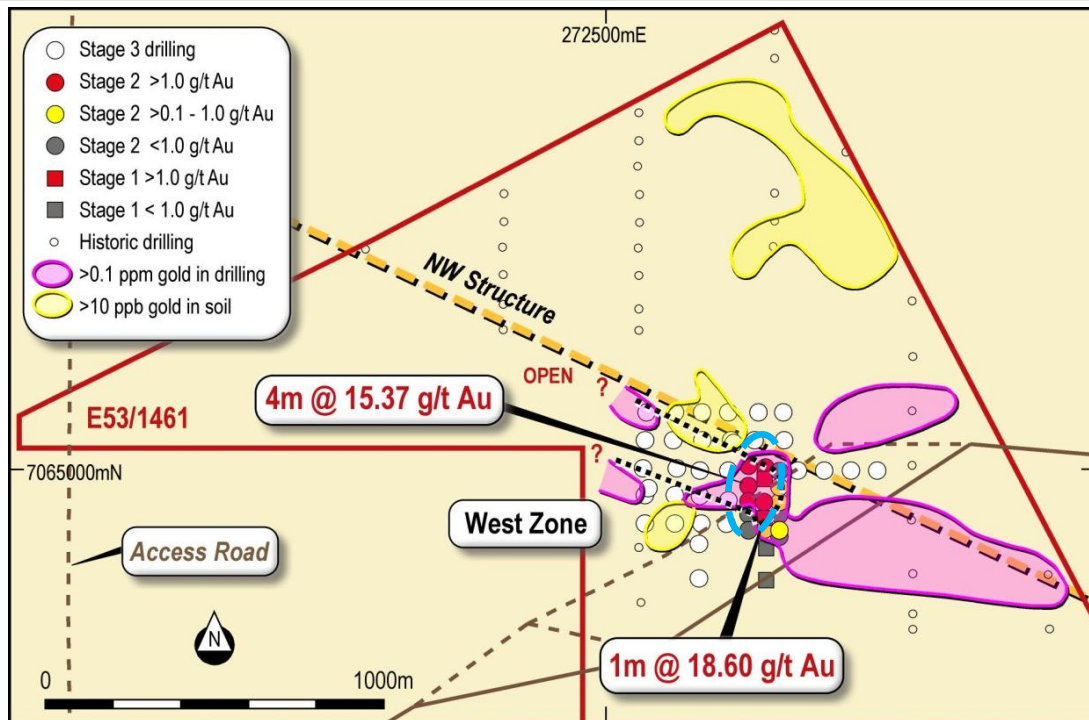 272500mE
Stage 3 drilling
Stage 2 >1.0 g/t Au
Stage 2 >0.1 - 1.0 g/t Au
Stage 2 <1.0 g/t Au
Stage 1 >1.0 g/t Au
Stage 1 < 1.0 g/t Au
Historic drilling
>0.1 ppm gold in drilling
>10 ppb gold in soil
NW Structure
OPEN
?
4m @ 15.37 g/t Au
E53/1461
?
7065000mN
West Zone
Access Road
N
1m @ 18.60 g/t Au
0
1000m